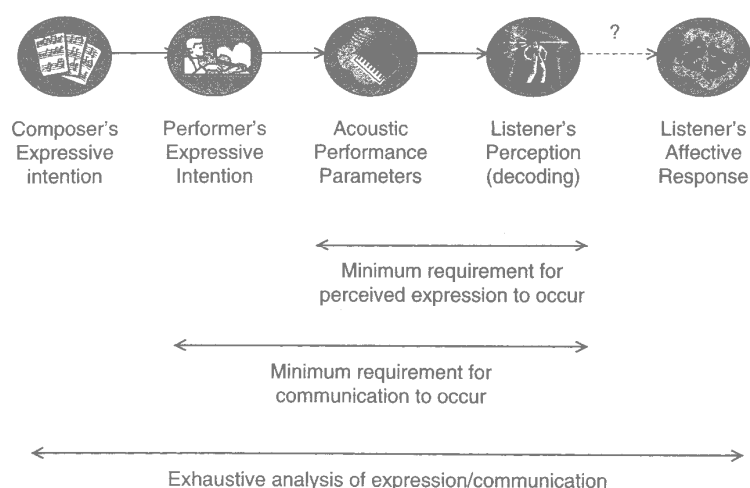 ?
Composer's
Expressive
intention
Performer's
Expressive
Intention
Acoustic
Performance
Parameters
Listener's
Perception
(decoding)
Listener's
Affective
Response
Minimum requirement for
perceived expression to occur
Minimum requirement for
communication to occur
Exhaustive analysis of expression/communication